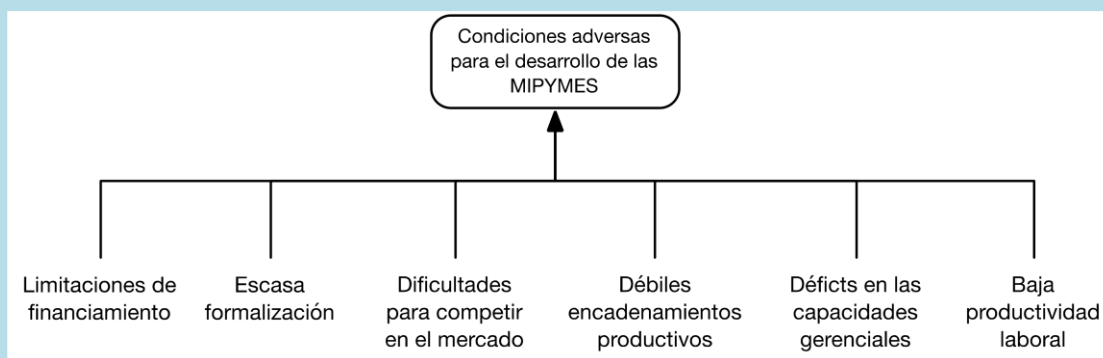 Condiciones adversas
para el desarrollo de las
MIPYMES
Limitaciones de
financiamiento
Escasa
formalización
Dificultades
para competir
en el mercado
Débiles
encadenamientos
productivos
Déficts en las
capacidades
gerenciales
Baja
productividad
laboral